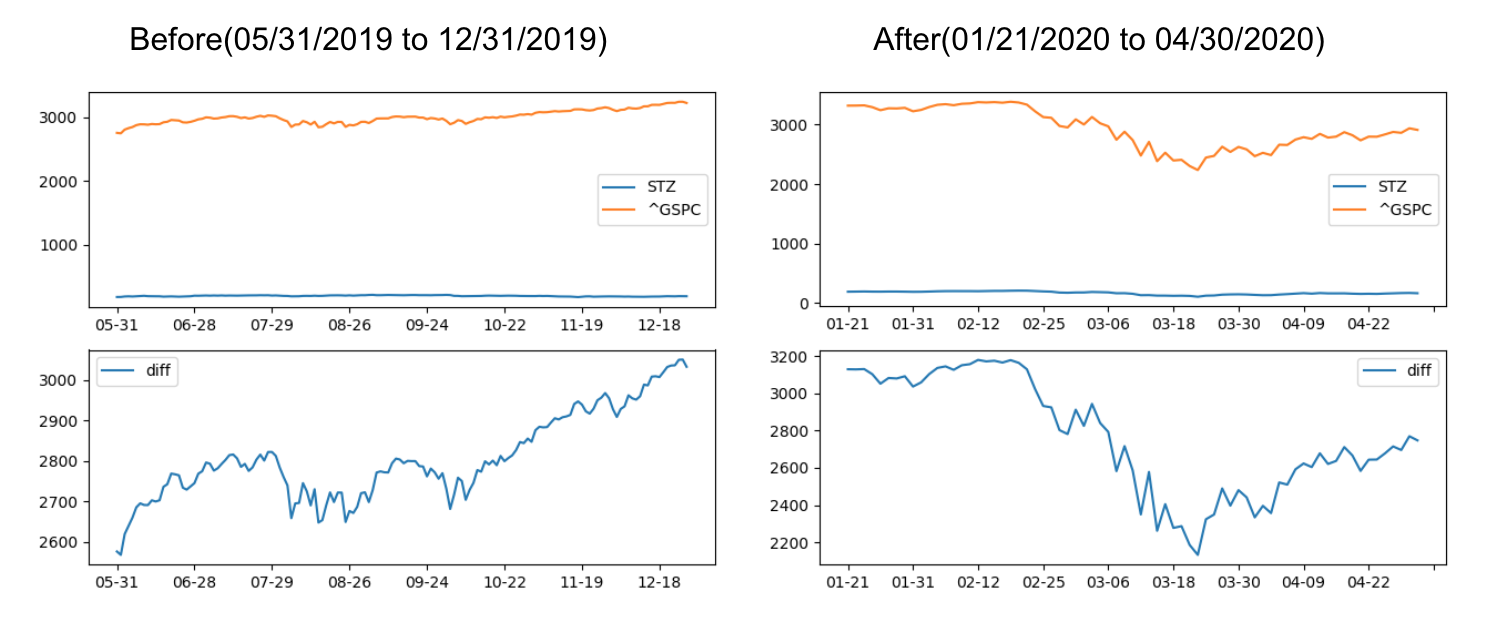 Before(05/31/2019 to 12/31/2019)
After(01/21/2020 to 04/30/2020)
3000
2000
1000
STZ
^GSPC
05-31 06-28 07-29 08-26 09-24 10-22 11-19 12-18
3000
2000
1000
0
STZ
^GSPC
01-21 01-31 02-12 02-25 03-06 03-18 03-30 04-09 04-22
diff
3000
2900
2800
2700
2600
05-31 06-28 07-29 08-26 09-24 10-22 11-19 12-18
diff
3200
3000
2800
2600
2400
2200
01-21 01-31 02-12 02-25 03-06 03-18 03-30 04-09 04-22